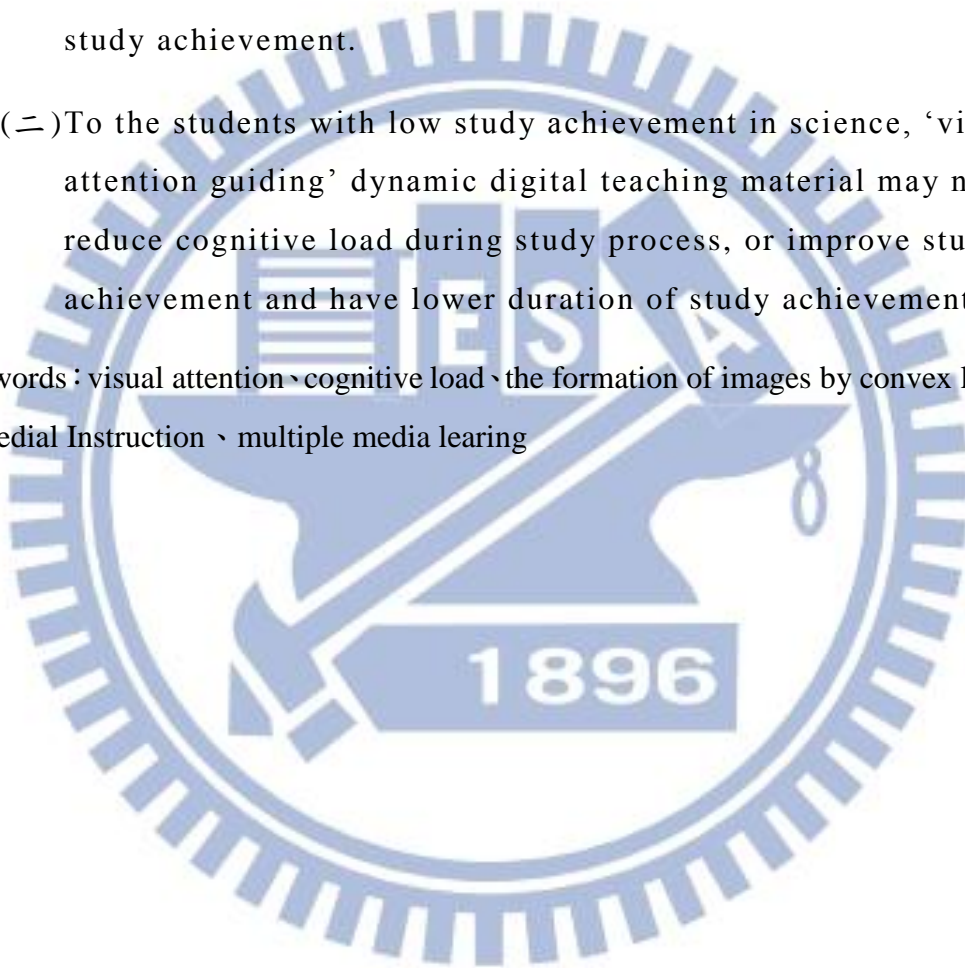 study achievement.
(二)To the students with low study achievement in science, ‘vi
attention guiding’ dynamic digital teaching material may n
reduce cognitive load during study process, or improve stu
achievement and have lower duration of study achievement
words：visual attention、cognitive load、the formation of images by convex l
edial Instruction 、multiple media learing
E S A
1896